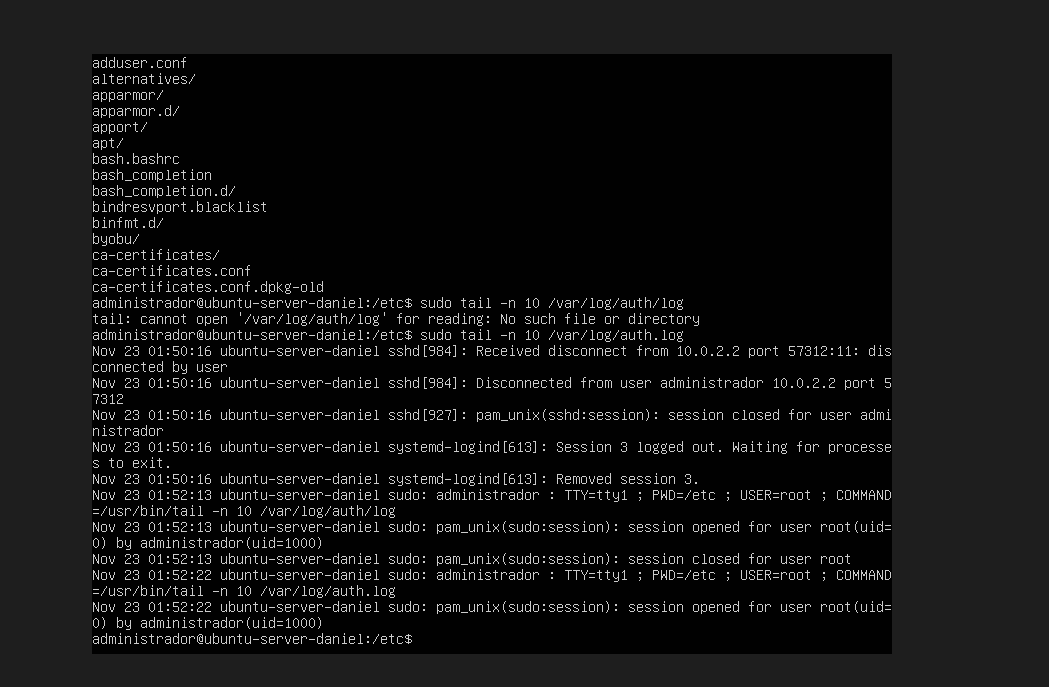 adduser.conf
alternatives/
apparmor/
apparmor.d/
apport/
apt/
bash.bashrc
bash_completion
bash_completion.d/
bindresvport.blacklist
binfmt.d/
byobu/
ca-certificates/
ca-certificates.conf
ca-certificates.conf.dpkg-old
administrador@ubuntu-server-daniel:/etc$ sudo tail -n 10 /var/log/auth/log
tail: cannot open '/var/log/auth/log' for reading: No such file or directory
administrador@ubuntu-server-daniel:/etc$ sudo tail -n 10 /var/log/auth.log
Nov 23 01:50:16 ubuntu-server-daniel sshd[984]: Received disconnect from 10.0.2.2 port 57312:11: dis
connected by user
Nov 23 01:50:16 ubuntu-server-daniel sshd[984]: Disconnected from user administrador 10.0.2.2 port 5
7312
Nov 23 01:50:16 ubuntu-server-daniel sshd[927]: pam_unix(sshd:session): session closed for user admi
nistrador
Nov 23 01:50:16 ubuntu-server-daniel systemd-logind[613]: Session 3 logged out. Waiting for processe
s to exit.
Nov 23 01:50:16 ubuntu-server-daniel systemd-logind[613]: Removed session 3.
Nov 23 01:52:13 ubuntu-server-daniel sudo: administrador : TTY=tty1 ; PWD=/etc ; USER=root ; COMMAND
=/usr/bin/tail -n 10 /var/log/auth/log
Nov 23 01:52:13 ubuntu-server-daniel sudo: pam_unix(sudo:session): session opened for user root(uid=
0) by administrador(uid=1000)
Nov 23 01:52:13 ubuntu-server-daniel sudo: pam_unix(sudo:session): session closed for user root
Nov 23 01:52:22 ubuntu-server-daniel sudo: administrador : TTY=tty1 ; PWD=/etc ; USER=root ; COMMAND
=/usr/bin/tail -n 10 /var/log/auth.log
Nov 23 01:52:22 ubuntu-server-daniel sudo: pam_unix(sudo:session): session opened for user root(uid=
0) by administrador(uid=1000)
administrador@ubuntu-server-daniel:/etc$